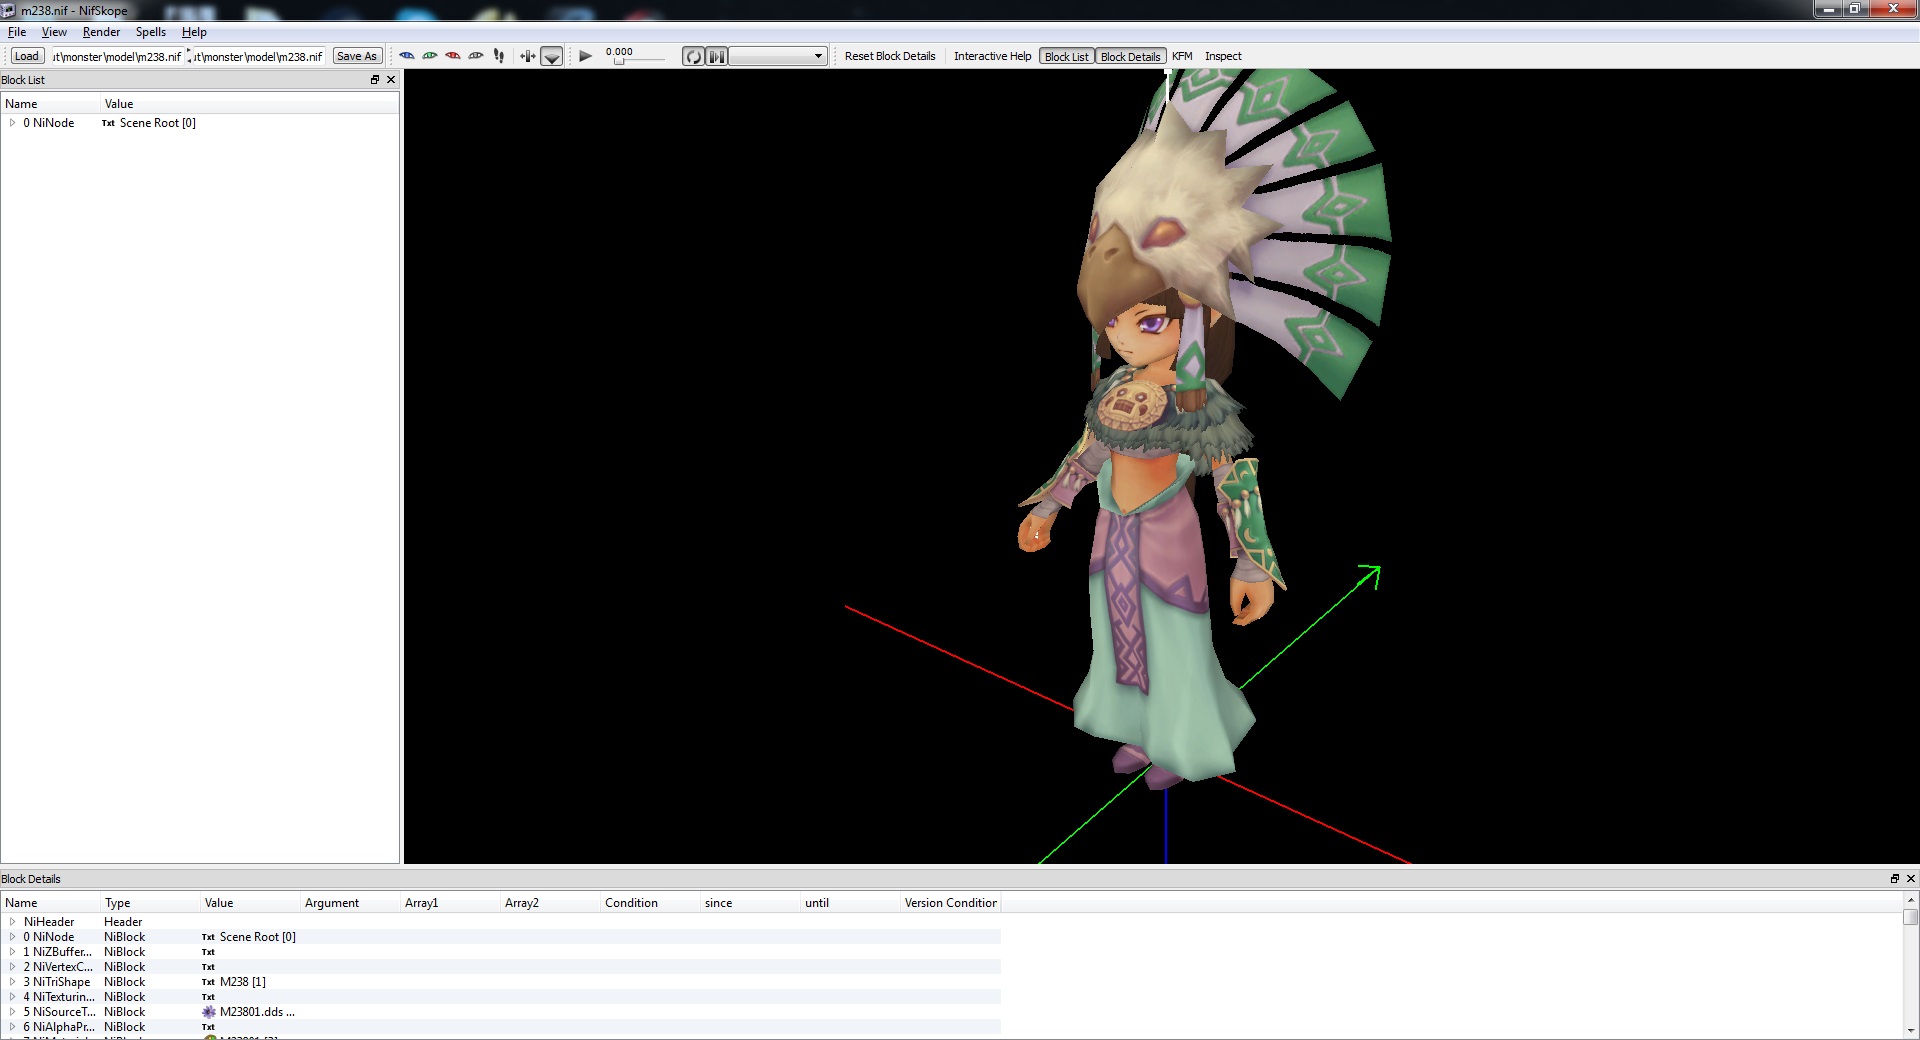 m238.nif - NifSkope
File View Render Spells Help
Load ut\monster\model\m238.nif ut\monster\model\m238.nif Save As 0.000 Reset Block Details Interactive Help Block List Block Details KFM Inspect
Block List
Name Value
0 NiNode Txt Scene Root [0]
Block Details
Name Type Value Argument Array1 Array2 Condition since until Version Condition
NiHeader Header
0 NiNode NiBlock Txt Scene Root [0]
1 NiZBuffer... NiBlock Txt
2 NiVertexC... NiBlock Txt
3 NiTriShape NiBlock Txt M238 [1]
4 NiTexturin... NiBlock Txt
5 NiSourceT... NiBlock M23801.dds ...
6 NiAlphaPr... NiBlock Txt